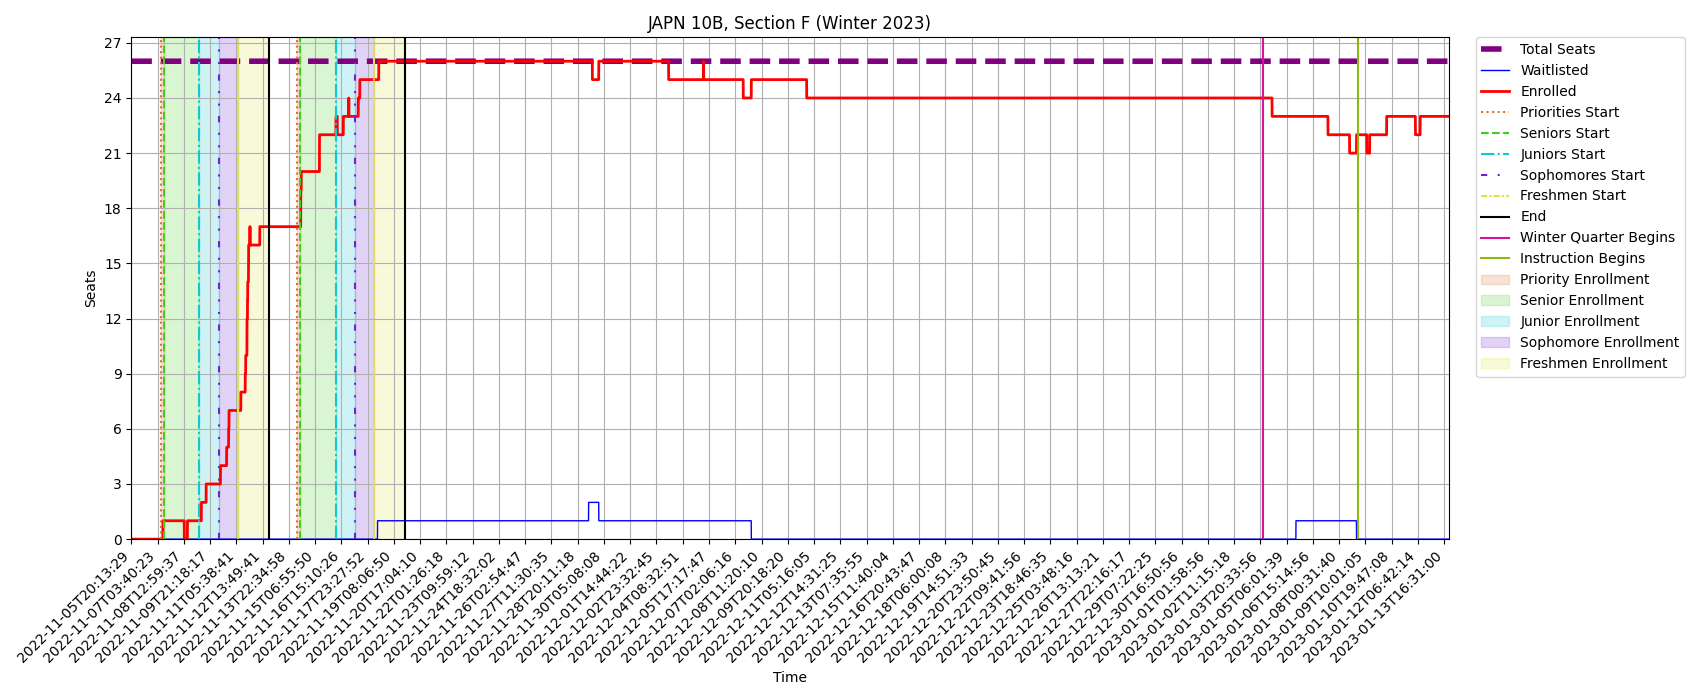 JAPN 10B, Section F (Winter 2023)
27
24
21
18
15
12
9
6
3
0
Seats
2022-11-05T20:13:29
2022-11-07T03:40:23
2022-11-08T12:59:37
2022-11-09T21:18:17
2022-11-11T05:38:41
2022-11-12T13:49:41
2022-11-13T22:34:58
2022-11-15T06:55:50
2022-11-16T15:10:26
2022-11-17T23:27:52
2022-11-19T08:06:50
2022-11-20T17:04:10
2022-11-22T01:26:18
2022-11-23T09:59:12
2022-11-24T18:32:02
2022-11-26T02:54:47
2022-11-27T11:30:35
2022-11-28T20:11:18
2022-11-30T05:08:08
2022-12-01T14:44:22
2022-12-02T23:32:45
2022-12-04T08:32:51
2022-12-05T17:17:47
2022-12-07T02:06:10
2022-12-08T11:20:10
2022-12-09T20:18:20
2022-12-11T05:16:05
2022-12-12T14:31:25
2022-12-13T07:35:55
2022-12-15T11:40:04
2022-12-16T20:43:47
2022-12-18T06:00:08
2022-12-19T14:51:33
2022-12-20T23:50:45
2022-12-22T09:41:56
2022-12-23T18:46:35
2022-12-25T03:48:16
2022-12-26T13:13:21
2022-12-27T22:16:17
2022-12-29T07:22:25
2022-12-30T16:50:56
2023-01-01T01:58:56
2023-01-02T11:15:18
2023-01-03T20:33:56
2023-01-05T06:01:39
2023-01-06T15:14:56
2023-01-08T00:31:40
2023-01-09T10:01:05
2023-01-10T19:47:08
2023-01-12T06:42:14
2023-01-13T16:31:00
Time
Total Seats
Waitlisted
Enrolled
Priorities Start
Seniors Start
Juniors Start
Sophomores Start
Freshmen Start
End
Winter Quarter Begins
Instruction Begins
Priority Enrollment
Senior Enrollment
Junior Enrollment
Sophomore Enrollment
Freshmen Enrollment